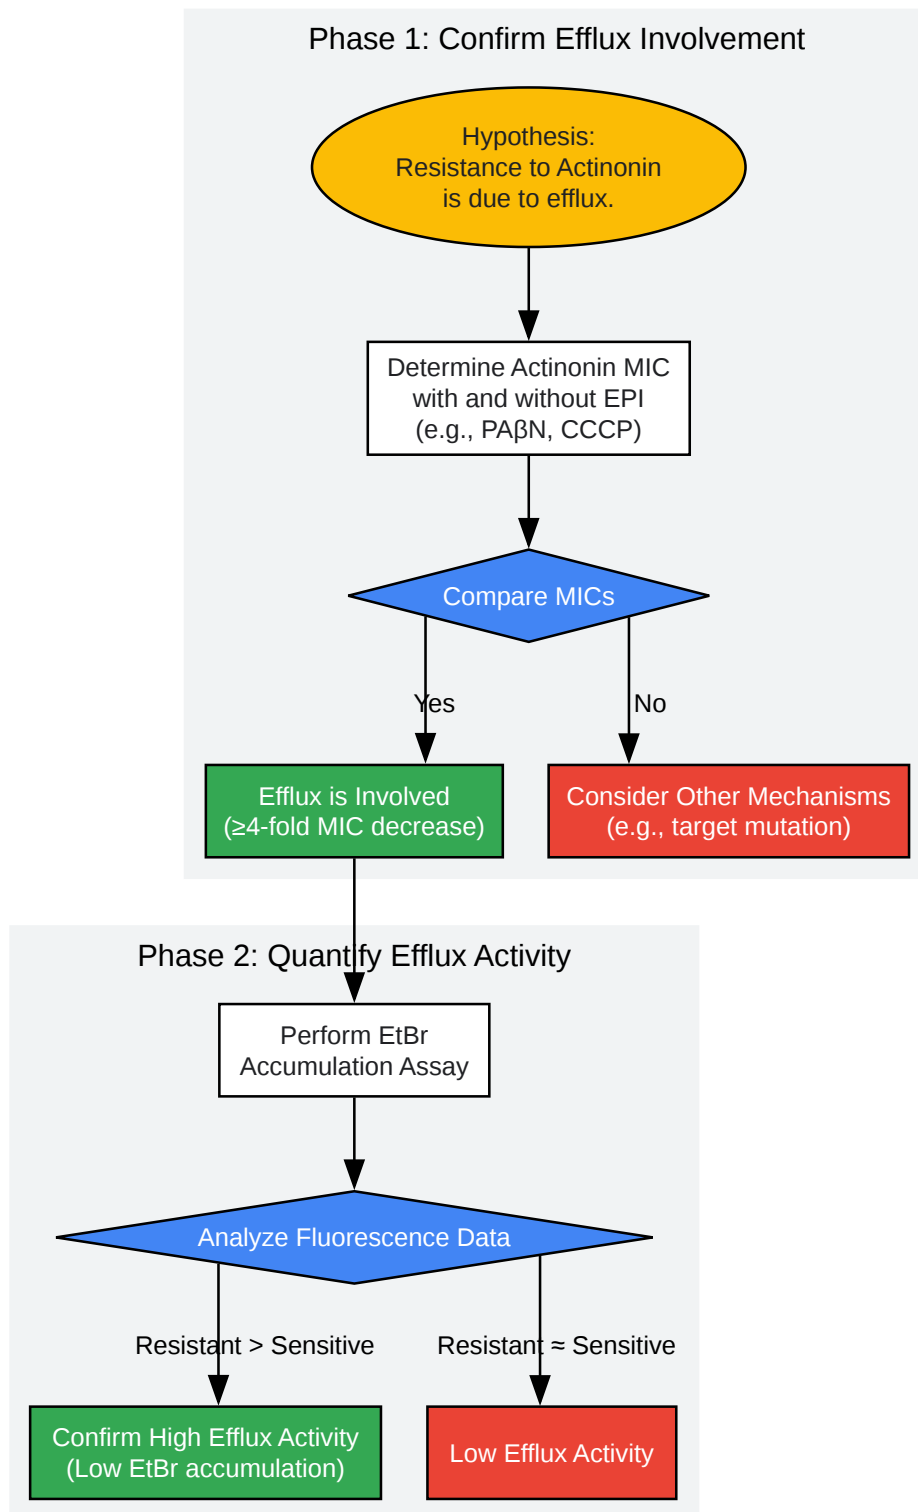 Phase 1: Confirm Efflux Involvement
Hypothesis:
Resistance to Actinonin
is due to efflux.
Determine Actinonin MIC
with and without EPI
(e.g., PAβN, CCCP)
Compare MICs
Yes
No
Efflux is Involved
(≥4-fold MIC decrease)
Consider Other Mechanisms
(e.g., target mutation)
Phase 2: Quantify Efflux Activity
Perform EtBr
Accumulation Assay
Analyze Fluorescence Data
Resistant > Sensitive
Resistant ≈ Sensitive
Confirm High Efflux Activity
(Low EtBr accumulation)
Low Efflux Activity